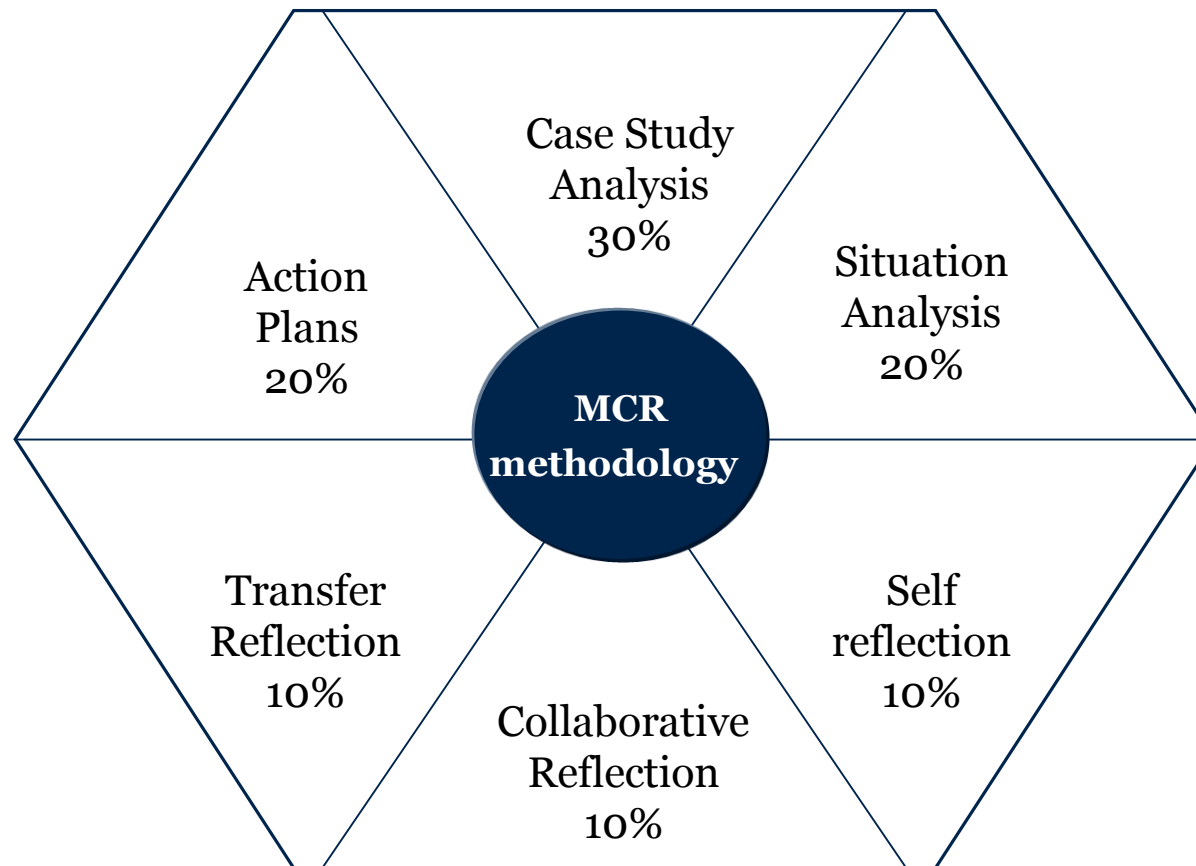 Case Study
Analysis
30%
Situation
Analysis
20%
Self
reflection
10%
Collaborative
Reflection
10%
Transfer
Reflection
10%
Action
Plans
20%
MCR
methodology